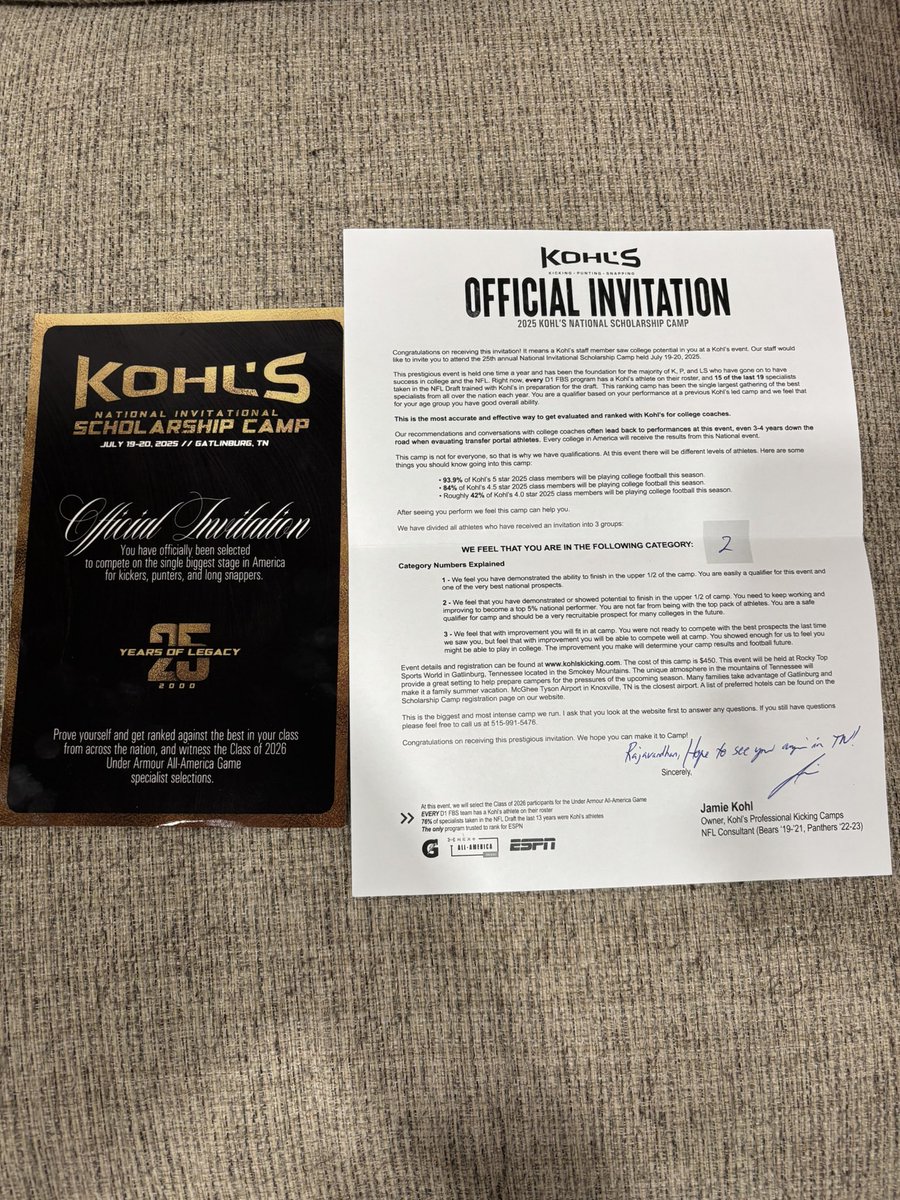 KOHL'S
NATIONAL INVITATIONAL
SCHOLARSHIP CAMP
JULY 19-20, 2025 // GATLINBURG, TN
Official Invitation
You have officially been selected
to compete on the single biggest stage in America
for kickers, punters, and long snappers.
25
YEARS OF LEGACY
2000
Prove yourself and get ranked against the best in your class
from across the nation, and witness the Class of 2026
Under Armour All-America Game
specialist selections.
KOHL'S
KICKING • PUNTING • SNAPPING
OFFICIAL INVITATION
2025 KOHL'S NATIONAL SCHOLARSHIP CAMP
Congratulations on receiving this invitation! It means a Kohl's staff member saw college potential in you at a Kohl's event. Our staff would
like to invite you to attend the 25th annual National Invitational Scholarship Camp held July 19-20, 2025.
This prestigious event is held one time a year and has been the foundation for the majority of K, P, and LS who have gone on to have
success in college and the NFL. Right now, every D1 FBS program has a Kohl's athlete on their roster, and 15 of the last 19 specialists
taken in the NFL Draft trained with Kohl's in preparation for the draft. This ranking camp has been the single largest gathering of the best
specialists from all over the nation each year. You are a qualifier based on your performance at a previous Kohl's led camp and we feel that
for your age group you have good overall ability.
This is the most accurate and effective way to get evaluated and ranked with Kohl's for college coaches.
Our recommendations and conversations with college coaches often lead back to performances at this event, even 3-4 years down the
road when evauating transfer portal athletes. Every college in America will receive the results from this National event.
This camp is not for everyone, so that is why we have qualifications. At this event there will be different levels of athletes. Here are some
things you should know going into this camp:
• 93.9% of Kohl's 5 star 2025 class members will be playing college football this season.
• 84% of Kohl's 4.5 star 2025 class members will be playing college football this season.
• Roughly 42% of Kohl's 4.0 star 2025 class members will be playing college football this season.
After seeing you perform we feel this camp can help you.
We have divided all athletes who have received an invitation into 3 groups:
WE FEEL THAT YOU ARE IN THE FOLLOWING CATEGORY: 2
Category Numbers Explained
1 - We feel you have demonstrated the ability to finish in the upper 1/2 of the camp. You are easily a qualifier for this event and
one of the very best national prospects.
2 - We feel that you have demonstrated or showed potential to finish in the upper 1/2 of camp. You need to keep working and
improving to become a top 5% national performer. You are not far from being with the top pack of athletes. You are a safe
qualifier for camp and should be a very recruitable prospect for many colleges in the future.
3 - We feel that with improvement you will fit in at camp. You were not ready to compete with the best prospects the last time
we saw you, but feel that with improvement you will be able to compete well at camp. You showed enough for us to feel you
might be able to play in college. The improvement you make will determine your camp results and football future.
Event details and registration can be found at www.kohlskicking.com. The cost of this camp is $450. This event will be held at Rocky Top
Sports World in Gatlinburg, Tennessee located in the Smokey Mountains. The unique atmosphere in the mountains of Tennessee will
provide a great setting to help prepare campers for the pressures of the upcoming season. Many families take advantage of Gatlinburg and
make it a family summer vacation. McGhee Tyson Airport in Knoxville, TN is the closest airport. A list of preferred hotels can be found on the
Scholarship Camp registration page on our website.
This is the biggest and most intense camp we run. I ask that you look at the website first to answer any questions. If you still have questions
please feel free to call us at 515-991-5476.
Congratulations on receiving this prestigious invitation. We hope you can make it to Camp!
Rajavardhan, Hope to see you again in TN!
Sincerely,
At this event, we will select the Class of 2026 participants for the Under Armour All-America Game
EVERY D1 FBS team has a Kohl's athlete on their roster
76% of specialists taken in the NFL Draft the last 13 years were Kohl's athletes
The only program trusted to rank for ESPN
G
ALL-AMERICA
ESPN
Jamie Kohl
Owner, Kohl's Professional Kicking Camps
NFL Consultant (Bears '19-'21, Panthers '22-23)